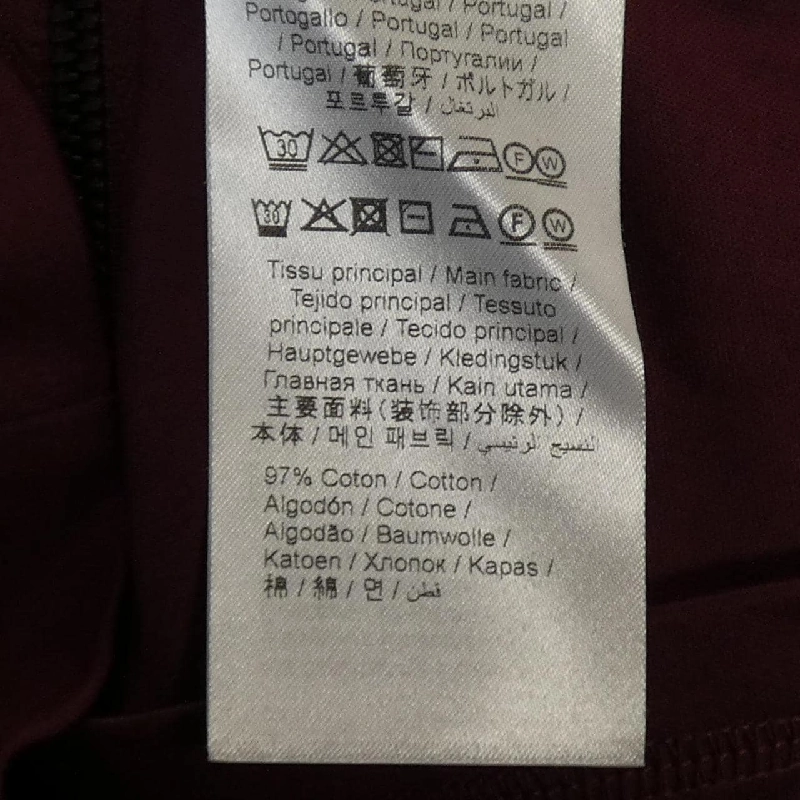 Portugal / Portugal /
Portogallo / Portugal / Portugal
/ Portugal / Португалии /
Portugal / 葡萄牙 / ポルトガル /
포르투갈 / البرتغال
30 F W
30 F W
Tissu principal / Main fabric /
Tejido principal / Tessuto
principale / Tecido principal /
Hauptgewebe / Kledingstuk /
Главная ткань / Kain utama /
主要面料(装饰部分除外) /
本体 / 메인 패브릭 / النسيج الرئيسي
97% Coton / Cotton /
Algodón / Cotone /
Algodão / Baumwolle /
Katoen / Хлопок / Kapas /
棉 / 綿 / 면 / قطن